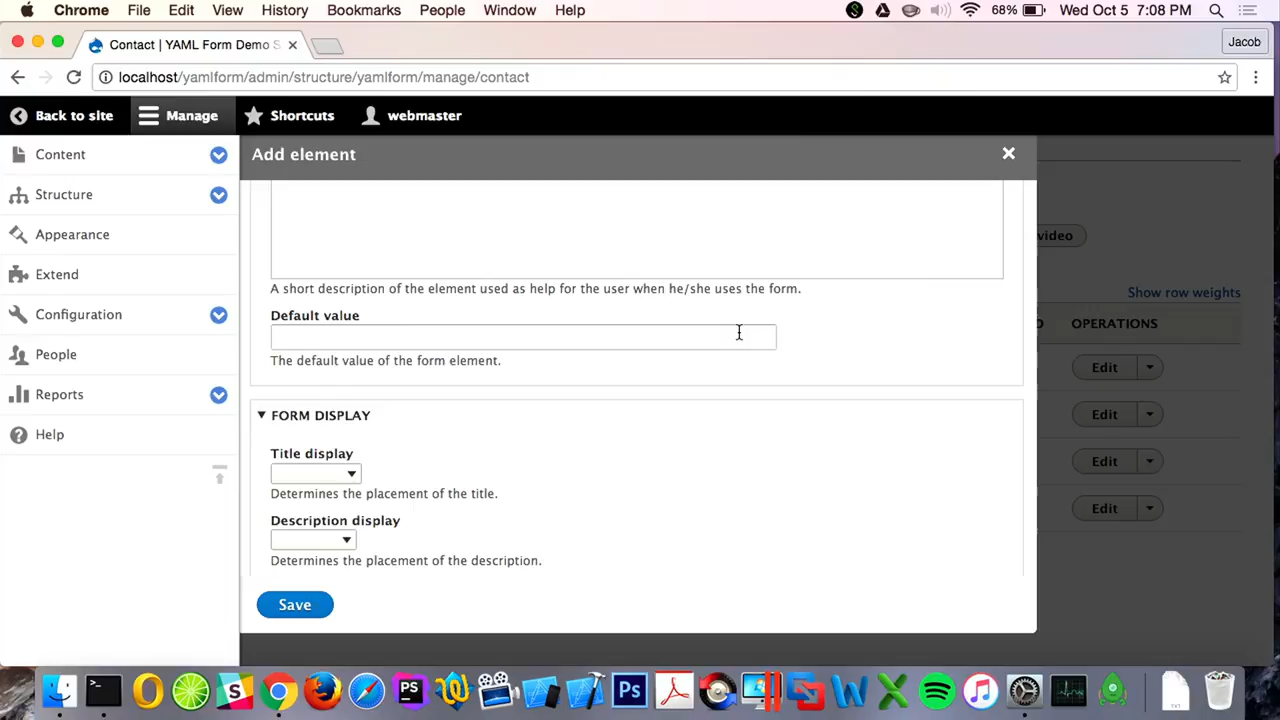 Chrome File Edit View History Bookmarks People Window Help 68% Wed Oct 5 7:08 PM
Contact | YAML Form Demo S
Jacob
localhost/yamlform/admin/structure/yamlform/manage/contact
Back to site Manage Shortcuts webmaster
Content
Structure
Appearance
Extend
Configuration
People
Reports
Help
Add element
A short description of the element used as help for the user when he/she uses the form.
Default value
The default value of the form element.
FORM DISPLAY
Title display
Determines the placement of the title.
Description display
Determines the placement of the description.
Save
video
Show row weights
D OPERATIONS
Edit
Edit
Edit
Edit
PS
Ps
TXT